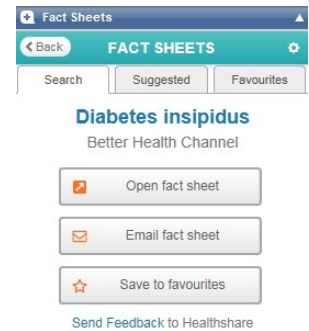 Fact Sheets
Back FACT SHEETS
Search Suggested Favourites
Diabetes insipidus
Better Health Channel
Open fact sheet
Email fact sheet
Save to favourites
Send Feedback to Healthshare